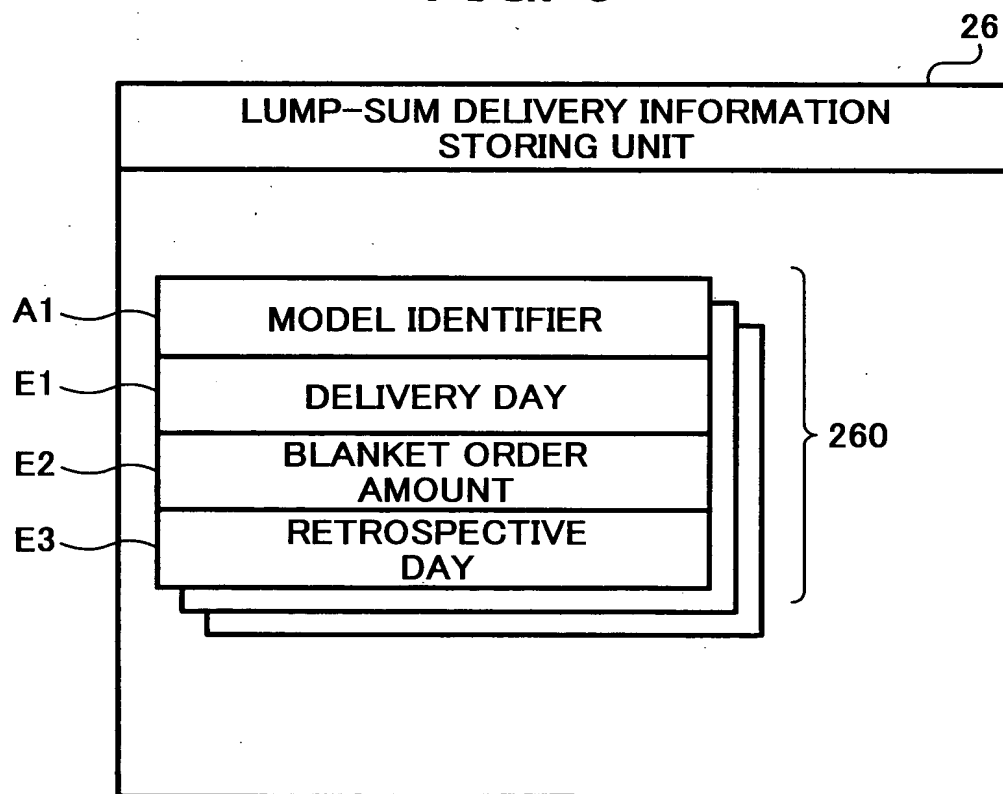 26
LUMP-SUM DELIVERY INFORMATION
STORING UNIT
A1
MODEL IDENTIFIER
E1
DELIVERY DAY
260
E2
BLANKET ORDER
AMOUNT
E3
RETROSPECTIVE
DAY